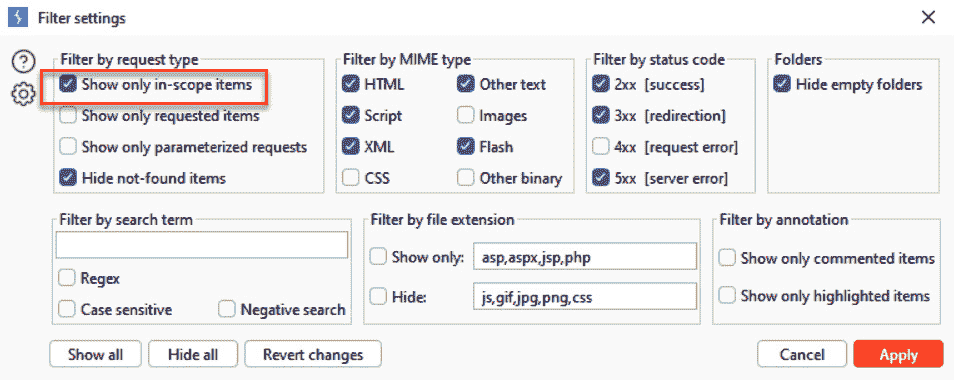 Filter settings
Filter by request type
Show only in-scope items
Show only requested items
Show only parameterized requests
Hide not-found items
Filter by MIME type
HTML
Other text
Script
Images
XML
Flash
CSS
Other binary
Filter by status code
2xx [success]
3xx [redirection]
4xx [request error]
5xx [server error]
Folders
Hide empty folders
Filter by search term
Regex
Case sensitive
Negative search
Filter by file extension
Show only: asp,aspx,jsp,php
Hide: js,gif,jpg,png,css
Filter by annotation
Show only commented items
Show only highlighted items
Show all
Hide all
Revert changes
Cancel
Apply